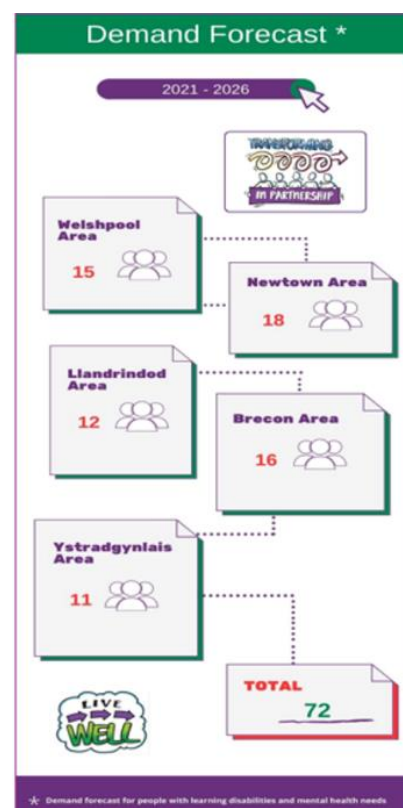 Demand Forecast *
2021 - 2026
TRANSFORMING
IN PARTNERSHIP
Welshpool
Area
15
Newtown Area
18
Llandrindod
Area
12
Brecon Area
16
Ystradgynlais
Area
11
TOTAL
72
LIVE
WELL
* Demand forecast for people with learning disabilities and mental health needs